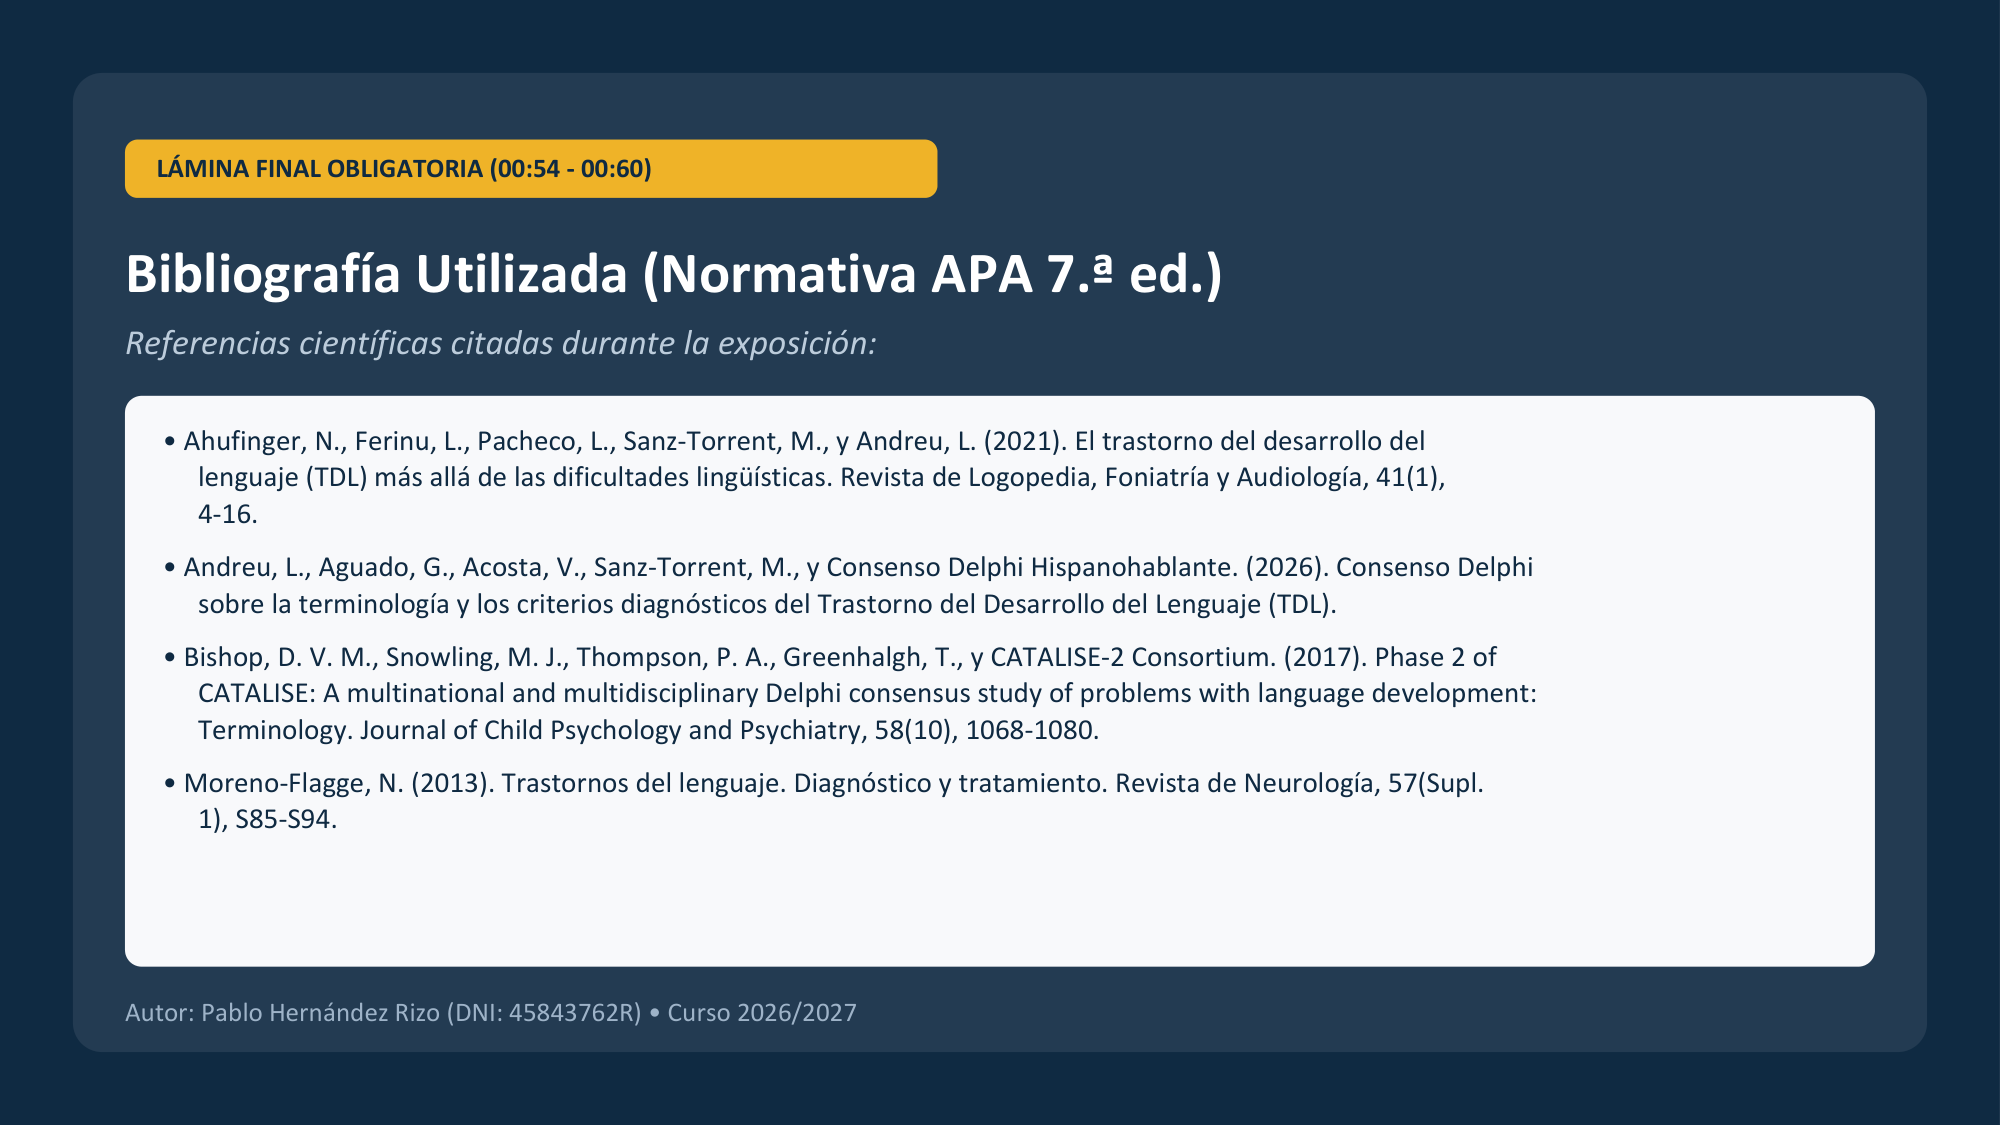 LÁMINA FINAL OBLIGATORIA (00:54 - 00:60)
Bibliografía Utilizada (Normativa APA 7.ª ed.)
Referencias científicas citadas durante la exposición:
• Ahufinger, N., Ferinu, L., Pacheco, L., Sanz-Torrent, M., y Andreu, L. (2021). El trastorno del desarrollo del
lenguaje (TDL) más allá de las dificultades lingüísticas. Revista de Logopedia, Foniatría y Audiología, 41(1),
4-16.
• Andreu, L., Aguado, G., Acosta, V., Sanz-Torrent, M., y Consenso Delphi Hispanohablante. (2026). Consenso Delphi
sobre la terminología y los criterios diagnósticos del Trastorno del Desarrollo del Lenguaje (TDL).
• Bishop, D. V. M., Snowling, M. J., Thompson, P. A., Greenhalgh, T., y CATALISE-2 Consortium. (2017). Phase 2 of
CATALISE: A multinational and multidisciplinary Delphi consensus study of problems with language development:
Terminology. Journal of Child Psychology and Psychiatry, 58(10), 1068-1080.
• Moreno-Flagge, N. (2013). Trastornos del lenguaje. Diagnóstico y tratamiento. Revista de Neurología, 57(Supl.
1), S85-S94.
Autor: Pablo Hernández Rizo (DNI: 45843762R) • Curso 2026/2027